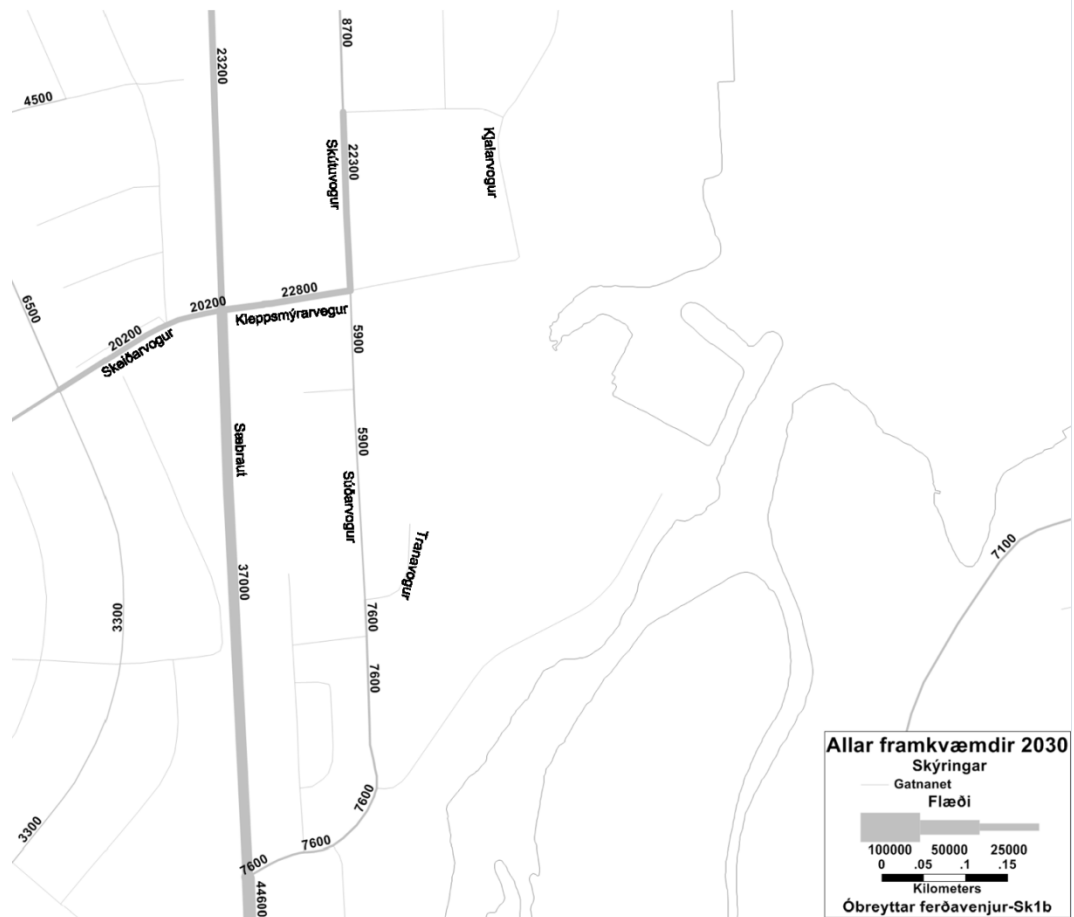 8700
23200
4500
Skútuvogur
22300
Kjalarvogur
6500
20200
22800
Kleppsmýrarvegur
20200
Skeiðarvogur
5900
5900
Sæbraut
Súðarvogur
Tranavogur
7100
37000
3300
7600
7600
7600
7600
7600
3300
44600
Allar framkvæmdir 2030
Skýringar
Gatnanet
Flæði
100000 50000 25000
0 .05 .1 .15
Kilometers
Óbreyttar ferðavenjur-Sk1b